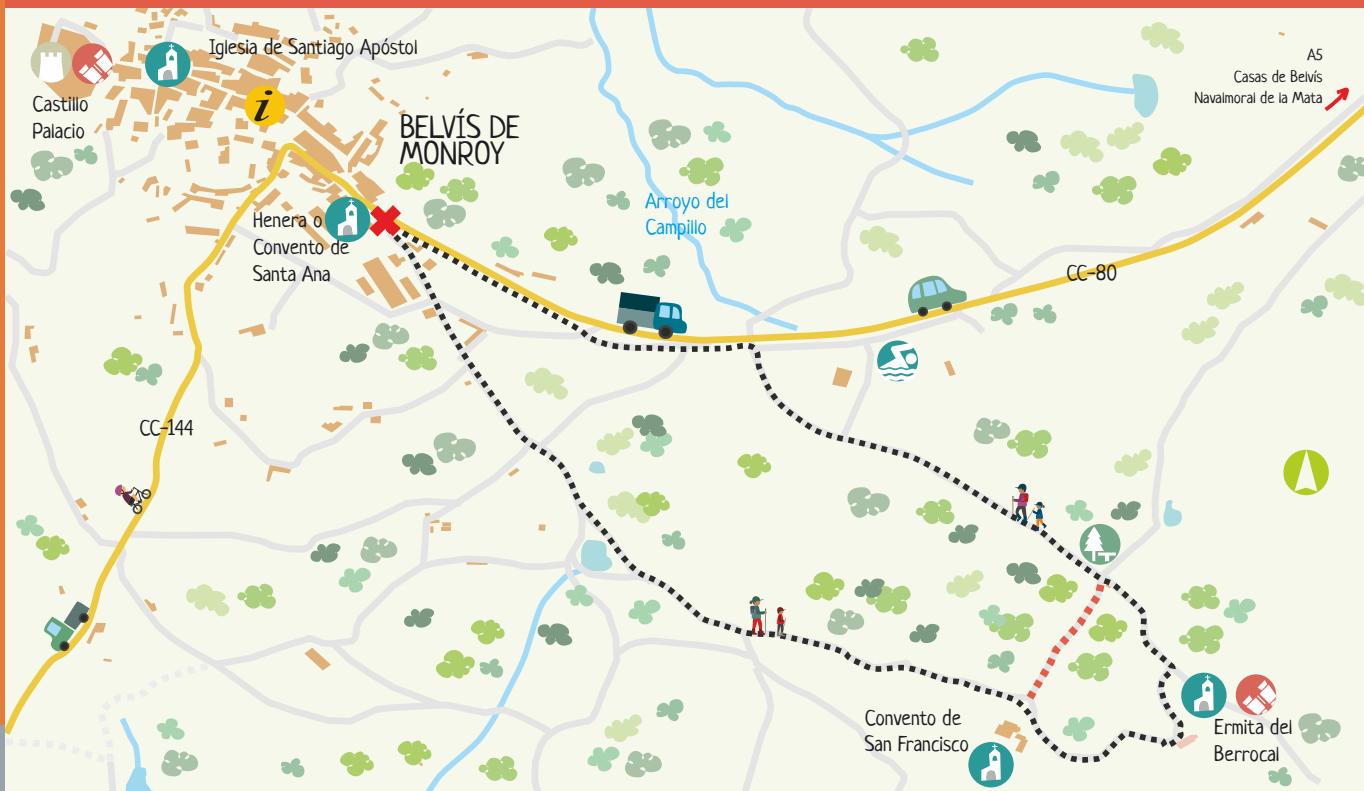 Iglesia de Santiago Apóstol
Castillo
Palacio
i
BELVÍS DE
MONROY
A5
Casas de Belvís
Navalmoral de la Mata
Henera o
Convento de
Santa Ana
Arroyo del
Campillo
CC-80
CC-144
Convento de
San Francisco
Ermita del
Berrocal